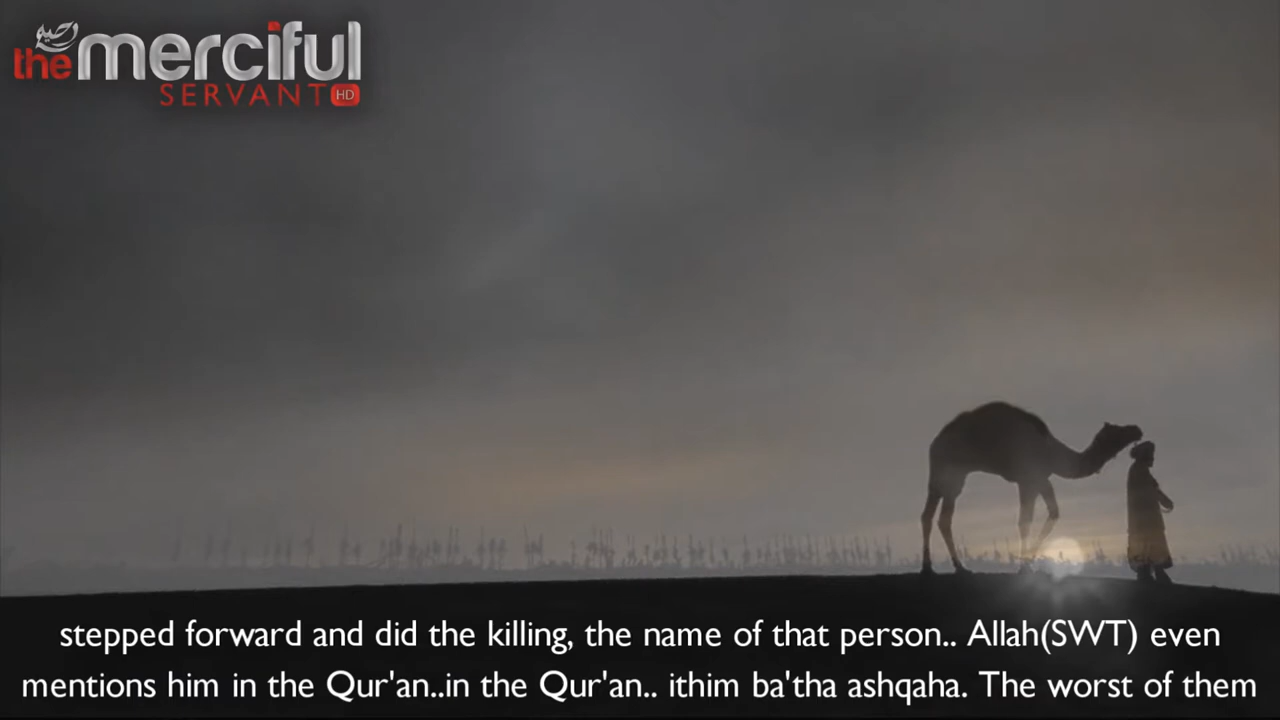 the merciful
SERVANT HD
stepped forward and did the killing, the name of that person.. Allah(SWT) even
mentions him in the Qur'an..in the Qur'an.. ithim ba'tha ashqaha. The worst of them